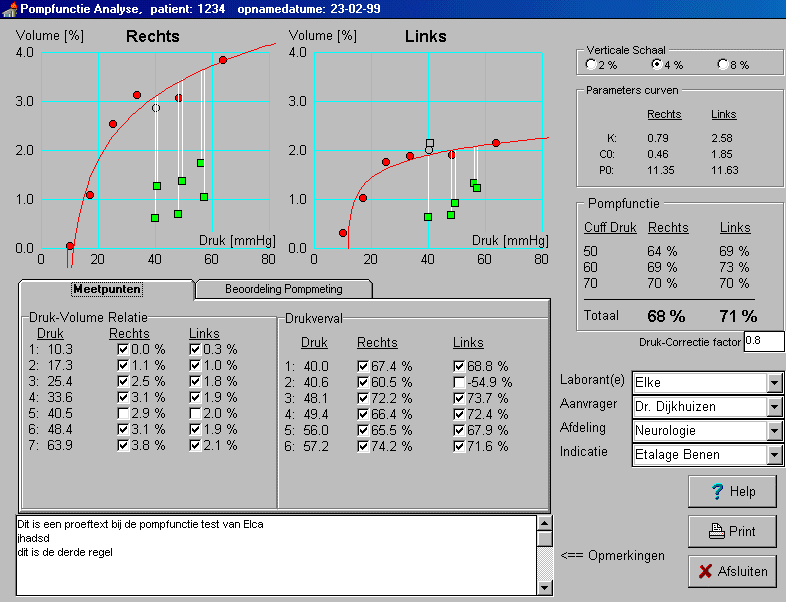 Pompfunctie Analyse, patient: 1234 opnamedatume: 23-02-99
Volume [%] Rechts
4.0
3.0
2.0
1.0
0.0
Druk [mmHg]
0 20 40 60 80
Volume [%] Links
4.0
3.0
2.0
1.0
0.0
Druk [mmHg]
0 20 40 60 80
Verticale Schaal
2 % 4 % 8 %
Parameters curven
Rechts Links
K: 0.79 2.58
C0: 0.46 1.85
P0: 11.35 11.63
Pompfunctie
Cuff Druk Rechts Links
50 64 % 69 %
60 69 % 73 %
70 70 % 70 %
Totaal 68 % 71 %
Druk-Correctie factor 0.8
Meetpunten Beoordeling Pompmeting
Druk-Volume Relatie
Druk Rechts Links
1: 10.3 0.0 % 0.3 %
2: 17.3 1.1 % 1.0 %
3: 25.4 2.5 % 1.8 %
4: 33.6 3.1 % 1.9 %
5: 40.5 2.9 % 2.0 %
6: 48.4 3.1 % 1.9 %
7: 63.9 3.8 % 2.1 %
Drukverval
Druk Rechts Links
1: 40.0 67.4 % 68.8 %
2: 40.6 60.5 % -54.9 %
3: 48.1 72.2 % 73.7 %
4: 49.4 66.4 % 72.4 %
5: 56.0 65.5 % 67.9 %
6: 57.2 74.2 % 71.6 %
Laborant(e) Elke
Aanvrager Dr. Dijkhuizen
Afdeling Neurologie
Indicatie Etalage Benen
Dit is een proeftext bij de pompfunctie test van Elca
jhadsd
dit is de derde regel
<== Opmerkingen
? Help
Print
Afsluiten